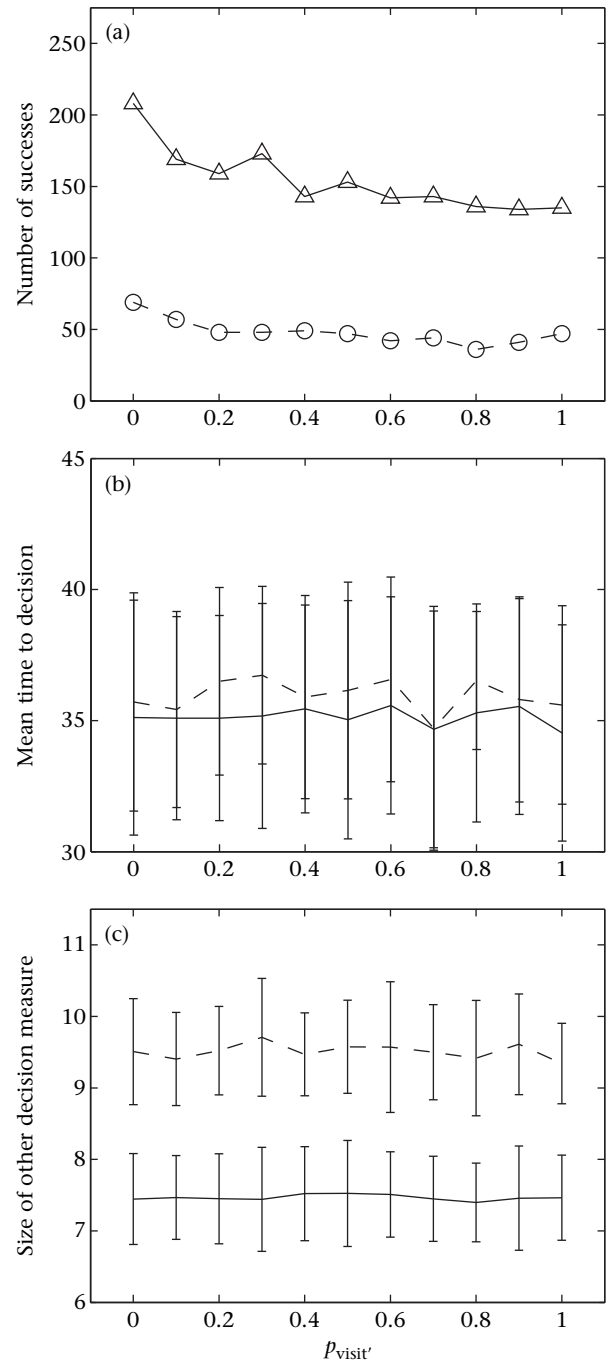 (a)
250
200
150
100
50
0
Number of successes
0 0.2 0.4 0.6 0.8 1
(b)
45
40
35
30
Mean time to decision
0 0.2 0.4 0.6 0.8 1
(c)
11
10
9
8
7
6
Size of other decision measure
0 0.2 0.4 0.6 0.8 1
p_visit′